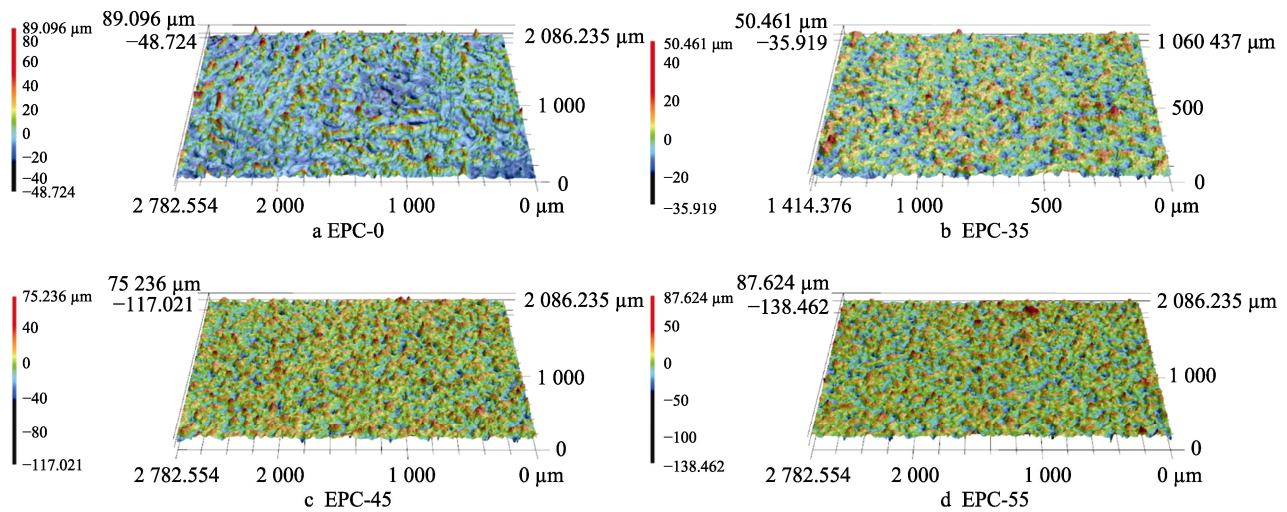 89.096 µm
80
60
40
20
0
−20
−40
−48.724
89.096 µm
−48.724
2 086.235 µm
1 000
0
2 782.554 2 000 1 000 0 µm
a EPC-0
50.461 µm
40
20
0
−20
−35.919
50.461 µm
−35.919
1 060 437 µm
500
0
1 414.376 1 000 500 0 µm
b EPC-35
75.236 µm
40
0
−40
−80
−117.021
75 236 µm
−117.021
2 086.235 µm
1 000
0
2 782.554 2 000 1 000 0 µm
c EPC-45
87.624 µm
50
0
−50
−100
−138.462
87.624 µm
−138.462
2 086.235 µm
1 000
0
2 782.554 2 000 1 000 0 µm
d EPC-55